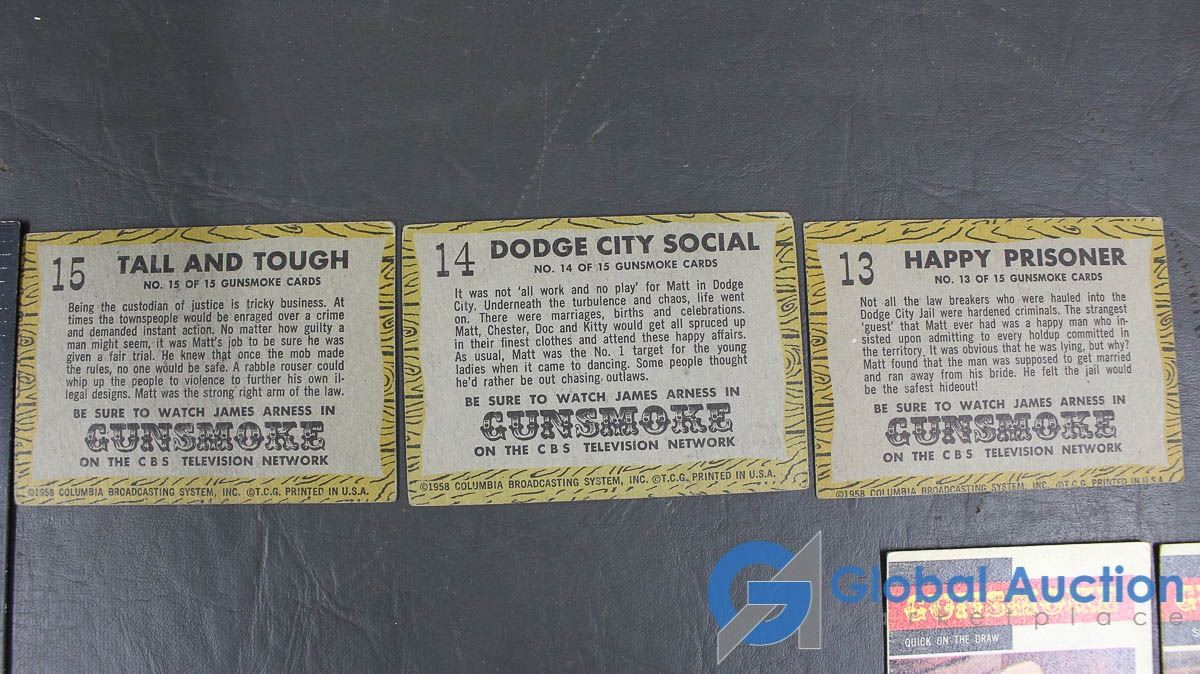 15 TALL AND TOUGH
NO. 15 OF 15 GUNSMOKE CARDS
Being the custodian of justice is tricky business. At
times the townspeople would be enraged over a crime
and demanded instant action. No matter how guilty a
man might seem, it was Matt's job to be sure he was
given a fair trial. He knew that once the mob made
the rules, no one would be safe. A rabble rouser could
whip up the people to violence to further his own il-
legal designs. Matt was the strong right arm of the law.
BE SURE TO WATCH JAMES ARNESS IN
GUNSMOKE
ON THE CBS TELEVISION NETWORK
©1958 COLUMBIA BROADCASTING SYSTEM, INC. ©T.C.G. PRINTED IN U.S.A.
14 DODGE CITY SOCIAL
NO. 14 OF 15 GUNSMOKE CARDS
It was not 'all work and no play' for Matt in Dodge
City. Underneath the turbulence and chaos, life went
on. There were marriages, births and celebrations.
Matt, Chester, Doc and Kitty would get all spruced up
in their finest clothes and attend these happy affairs.
As usual, Matt was the No. 1 target for the young
ladies when it came to dancing. Some people thought
he'd rather be out chasing outlaws.
BE SURE TO WATCH JAMES ARNESS IN
GUNSMOKE
ON THE CBS TELEVISION NETWORK
©1958 COLUMBIA BROADCASTING SYSTEM, INC. ©T.C.G. PRINTED IN U.S.A.
13 HAPPY PRISONER
NO. 13 OF 15 GUNSMOKE CARDS
Not all the law breakers who were hauled into the
Dodge City Jail were hardened criminals. The strangest
'guest' that Matt ever had was a happy man who in-
sisted upon admitting to every holdup committed in
the territory. It was obvious that he was lying, but why?
Matt found that the man was supposed to get married
and ran away from his bride. He felt the jail would
be the safest hideout!
BE SURE TO WATCH JAMES ARNESS IN
GUNSMOKE
ON THE CBS TELEVISION NETWORK
©1958 COLUMBIA BROADCASTING SYSTEM, INC. ©T.C.G. PRINTED IN U.S.A.
GUNSMOKE
QUICK ON THE DRAW
GA Global Auction